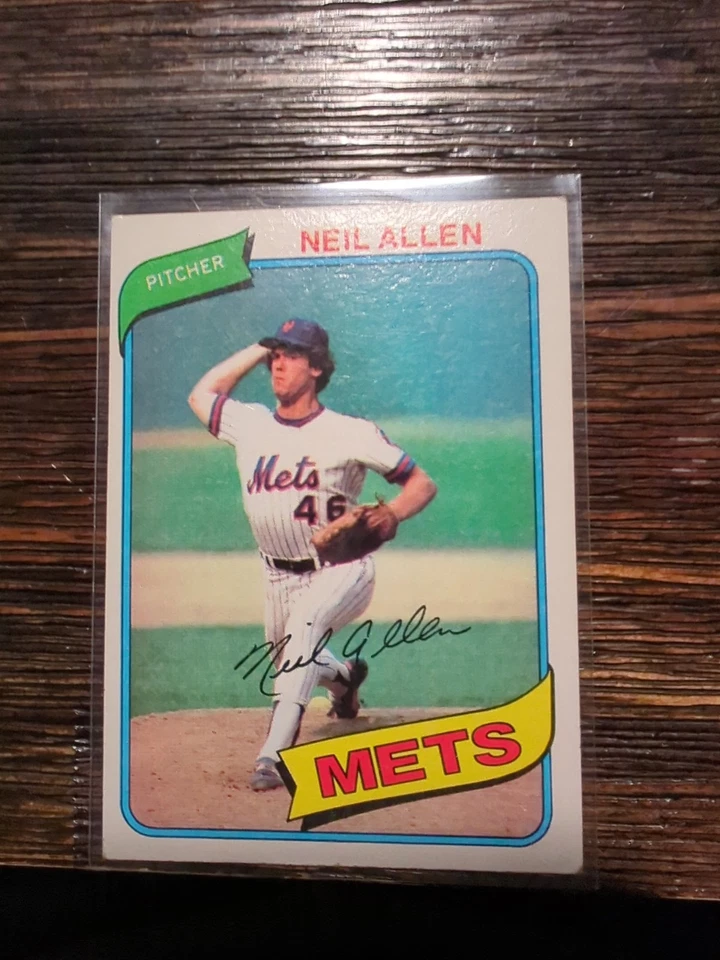 NEIL ALLEN
PITCHER
Mets
46
Neil Allen
METS